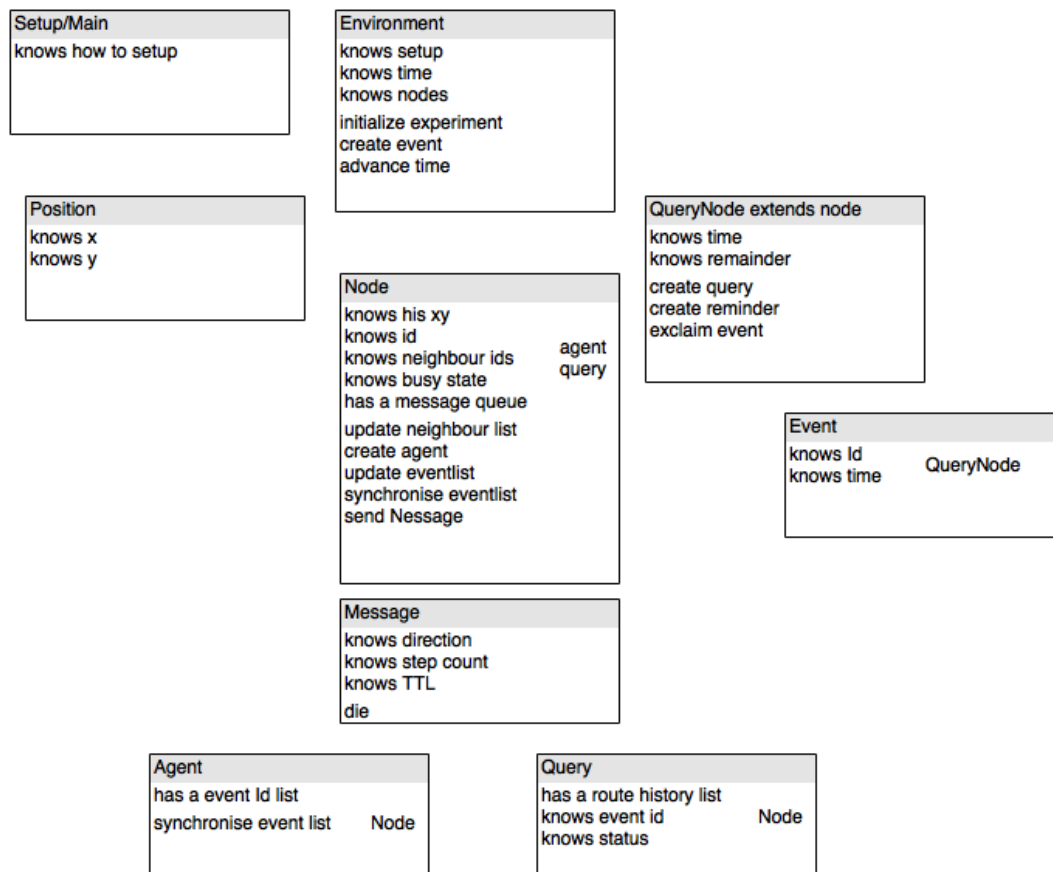 Setup/Main
knows how to setup
Environment
knows setup
knows time
knows nodes
initialize experiment
create event
advance time
Position
knows x
knows y
QueryNode extends node
knows time
knows remainder
create query
create reminder
exclaim event
Node
knows his xy
knows id
knows neighbour ids
knows busy state
has a message queue
agent
query
update neighbour list
create agent
update eventlist
synchronise eventlist
send Nessage
Event
knows Id
knows time
QueryNode
Message
knows direction
knows step count
knows TTL
die
Agent
has a event Id list
synchronise event list
Node
Query
has a route history list
knows event id
knows status
Node